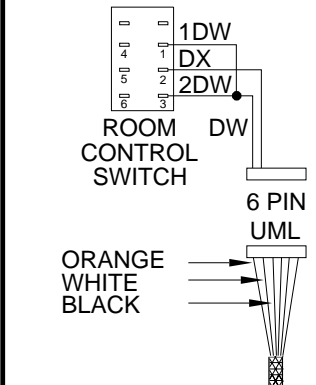 1DW
4 1
DX
5 2
2DW
6 3
ROOM CONTROL SWITCH
DW
6 PIN
UML
ORANGE
WHITE
BLACK